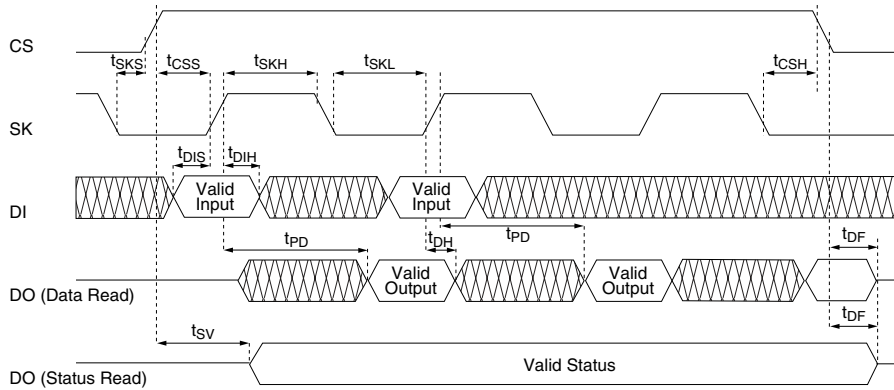 CS
tSKS tCSS tSKH tSKL tCSH
SK
tDIS tDIH
DI
Valid Input
Valid Input
tPD tDH tPD tDF
DO (Data Read)
Valid Output
Valid Output
tSV tDF
DO (Status Read)
Valid Status